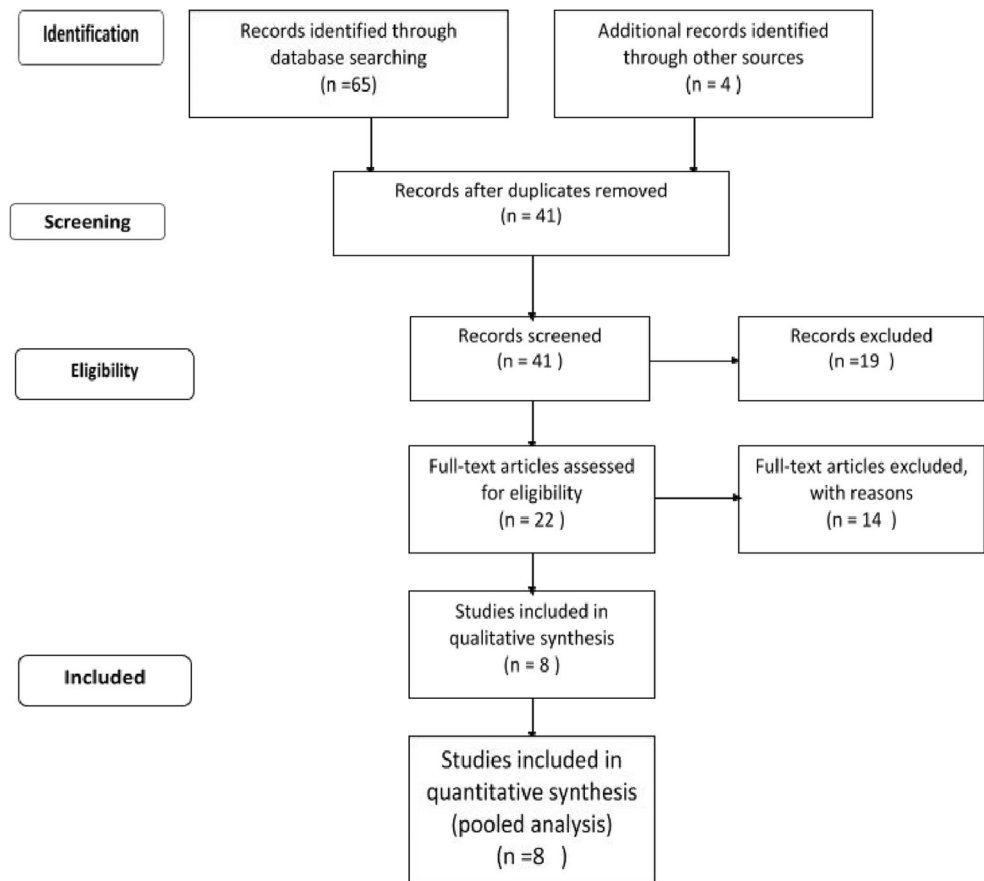 Identification
Records identified through
database searching
(n =65)
Additional records identified
through other sources
(n = 4 )
Records after duplicates removed
(n = 41)
Screening
Records screened
(n = 41 )
Records excluded
(n =19 )
Eligibility
Full-text articles assessed
for eligibility
(n = 22 )
Full-text articles excluded,
with reasons
(n = 14 )
Studies included in
qualitative synthesis
(n = 8 )
Included
Studies included in
quantitative synthesis
(pooled analysis)
(n =8 )